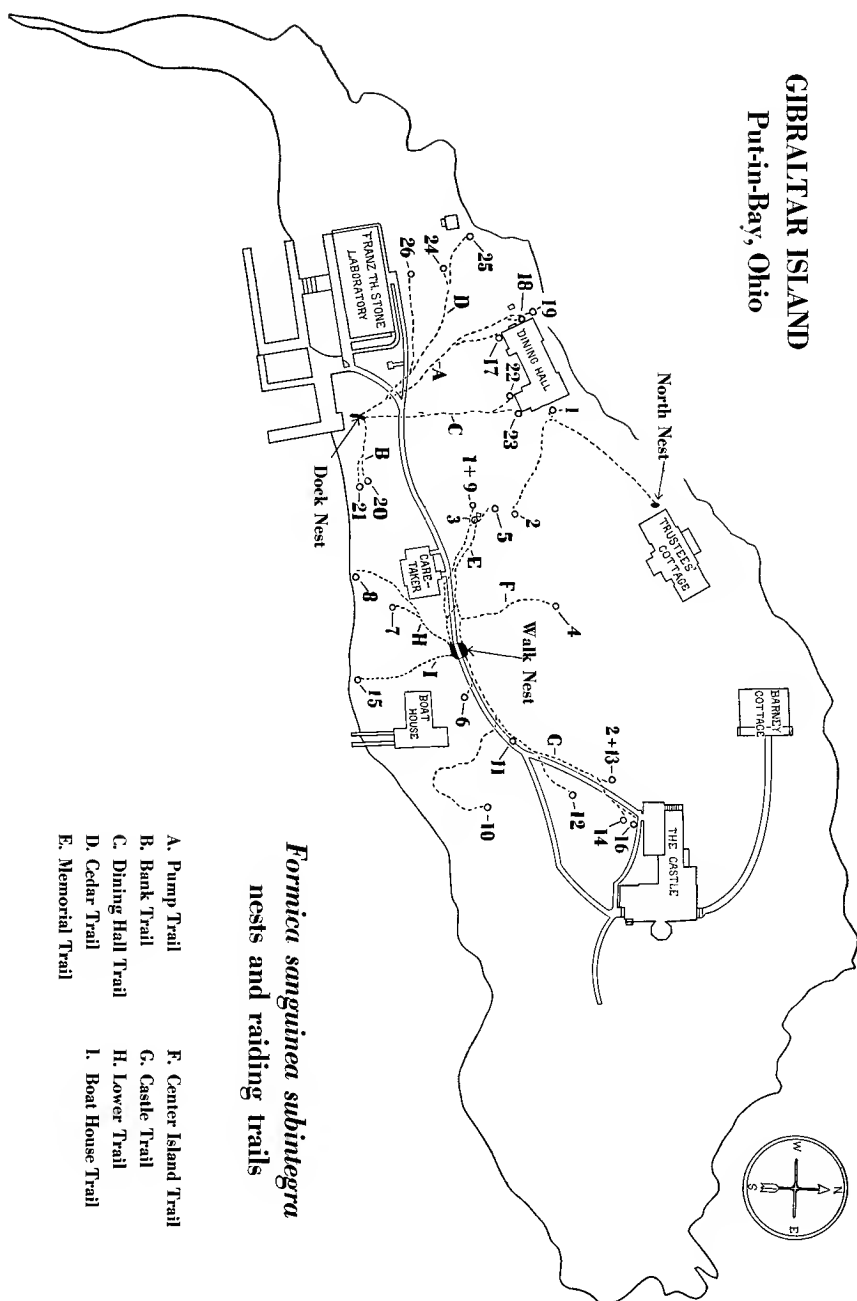 GIBRALTAR ISLAND
Put-in-Bay, Ohio
North Nest
TRUSTEES'
COTTAGE
BARNEY
COTTAGE
N
W
E
S
19
18
DINING HALL
17
22
23
1
25
24
D
26
A
C
FRANZ TH. STONE
LABORATORY
B
20
21
Dock Nest
2
5
1+9
3
E
F
4
CARE-
TAKER
Walk Nest
8
7
H
I
15
6
BOAT
HOUSE
11
G
2+13
12
14
16
10
THE CASTLE
Formica sanguinea subintegra
nests and raiding trails
A. Pump Trail
B. Bank Trail
C. Dining Hall Trail
D. Cedar Trail
E. Memorial Trail
F. Center Island Trail
G. Castle Trail
H. Lower Trail
I. Boat House Trail